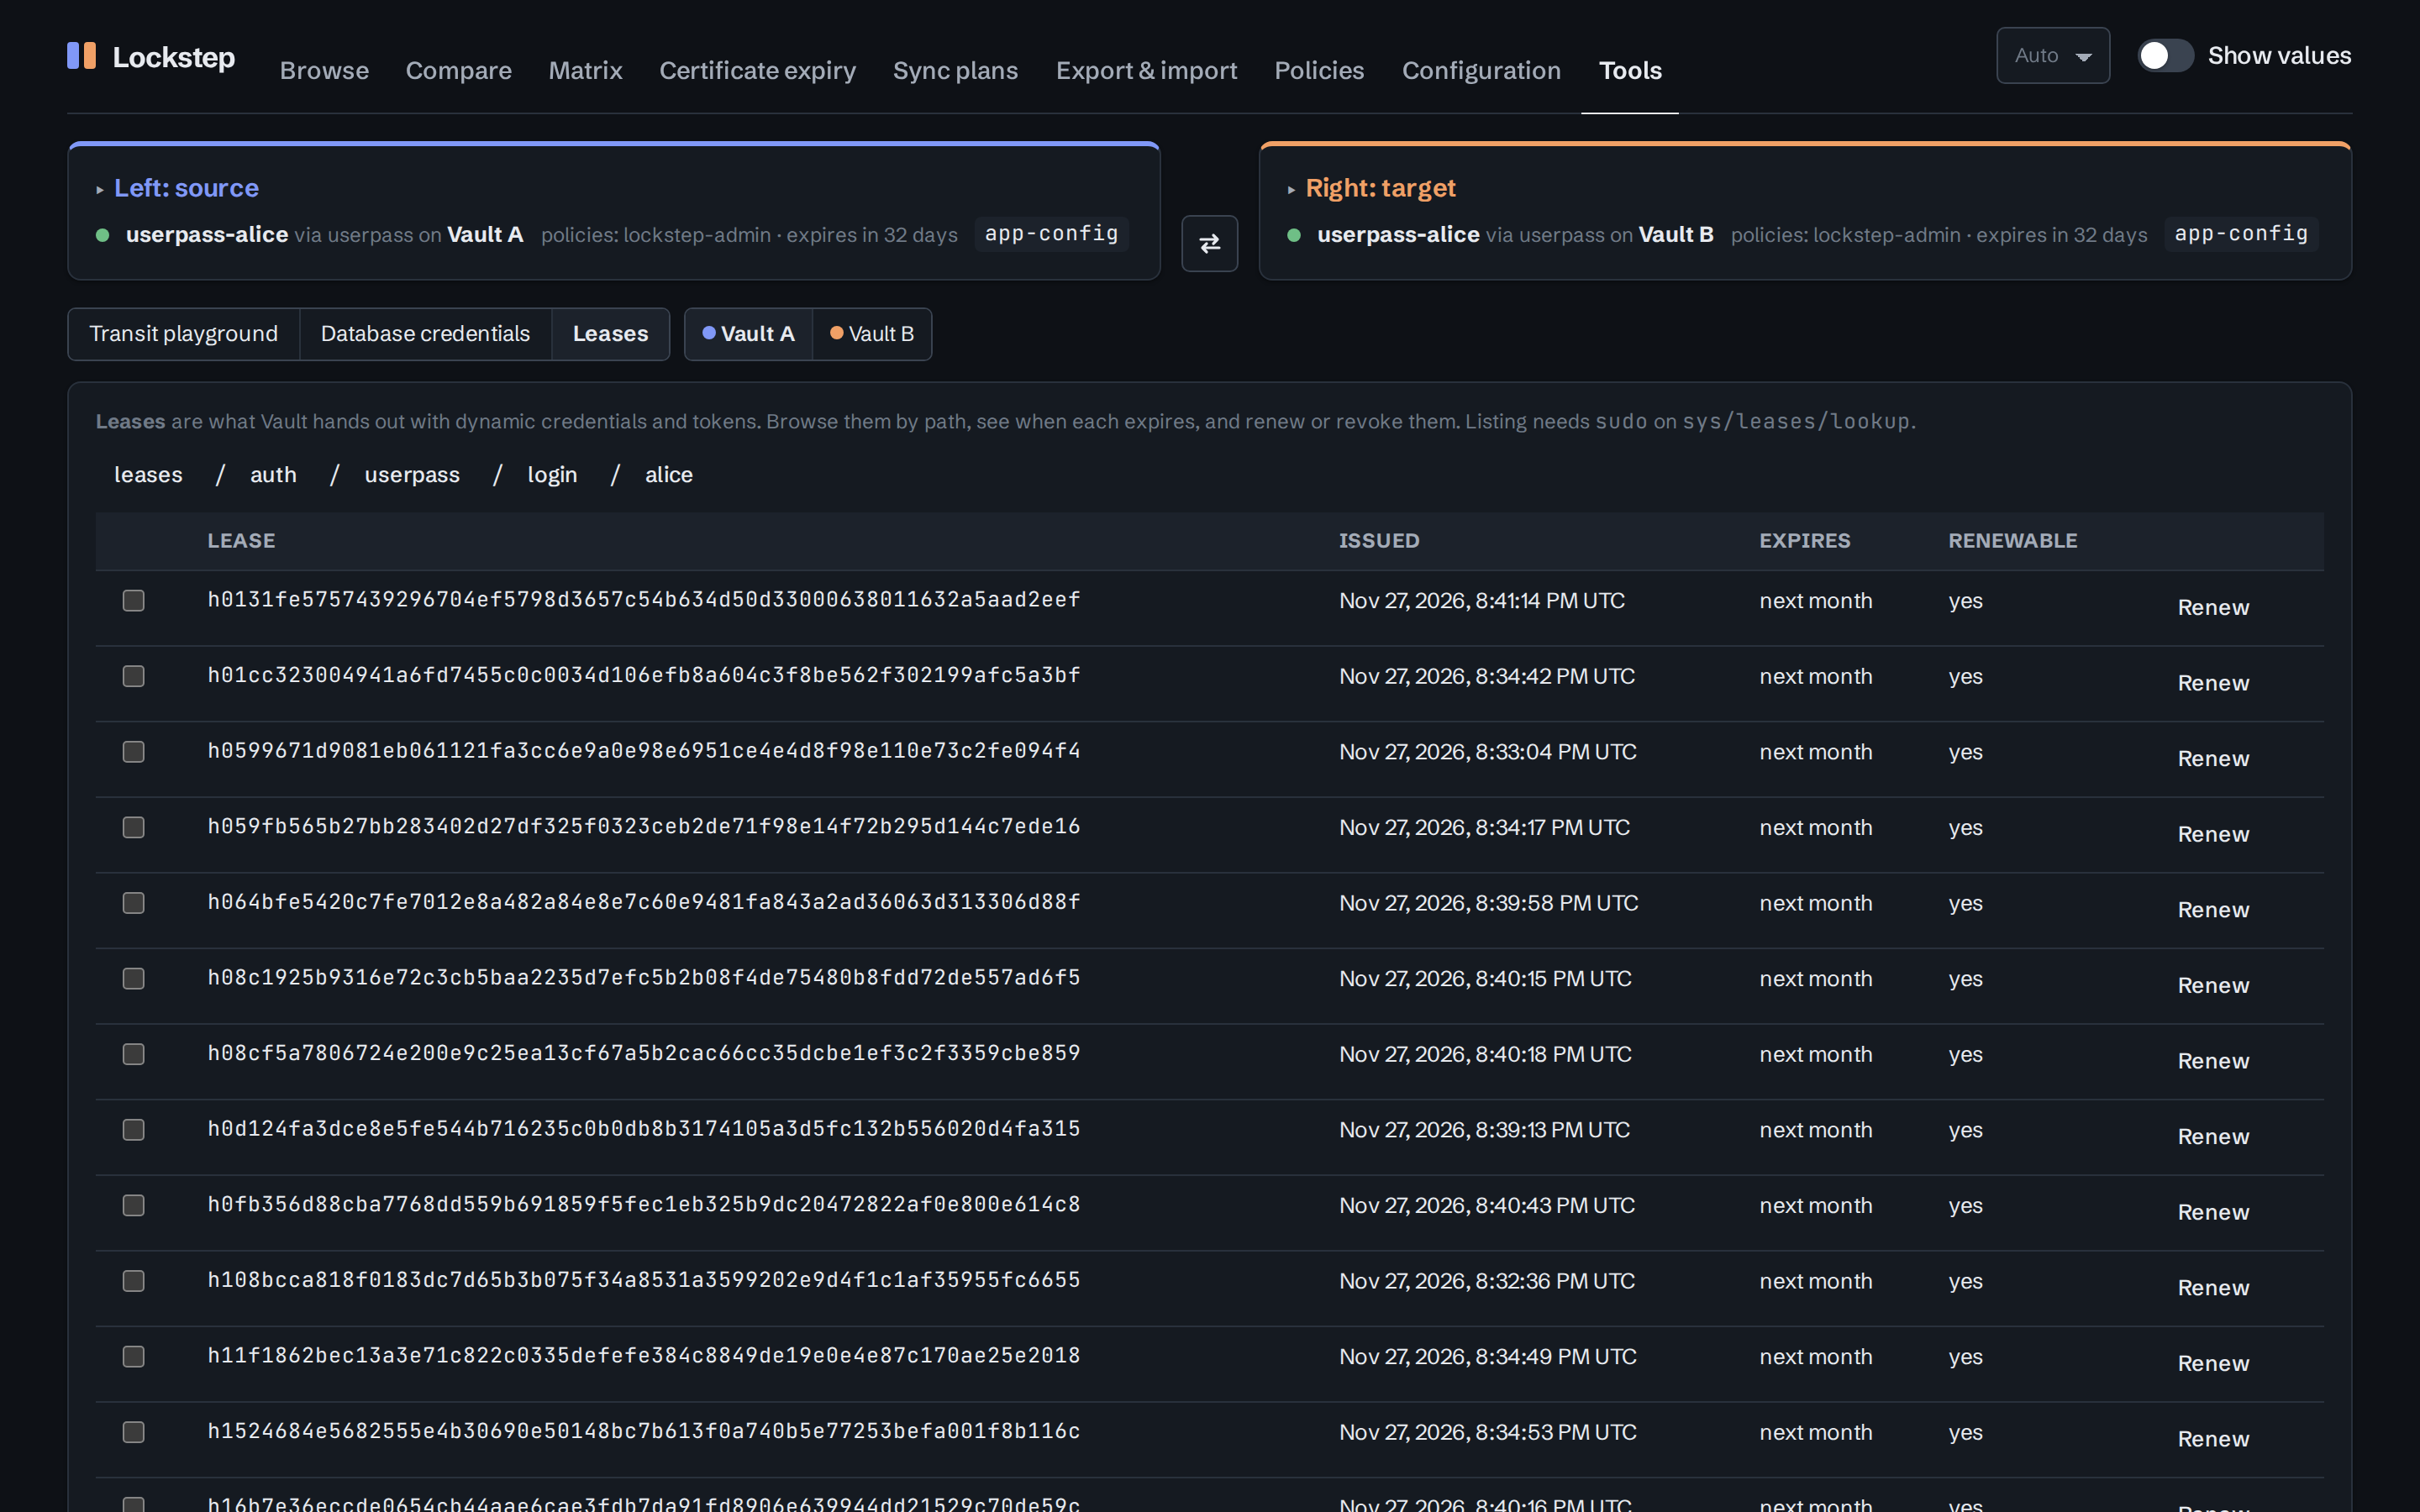 Lockstep Browse Compare Matrix Certificate expiry Sync plans Export & import Policies Configuration Tools Auto Show values
Left: source
userpass-alice via userpass on Vault A policies: lockstep-admin · expires in 32 days app-config
Right: target
userpass-alice via userpass on Vault B policies: lockstep-admin · expires in 32 days app-config
Transit playground Database credentials Leases Vault A Vault B
Leases are what Vault hands out with dynamic credentials and tokens. Browse them by path, see when each expires, and renew or revoke them. Listing needs sudo on sys/leases/lookup.
leases / auth / userpass / login / alice
LEASE ISSUED EXPIRES RENEWABLE
h0131fe5757439296704ef5798d3657c54b634d50d33000638011632a5aad2eef Nov 27, 2026, 8:41:14 PM UTC next month yes Renew
h01cc323004941a6fd7455c0c0034d106efb8a604c3f8be562f302199afc5a3bf Nov 27, 2026, 8:34:42 PM UTC next month yes Renew
h0599671d9081eb061121fa3cc6e9a0e98e6951ce4e4d8f98e110e73c2fe094f4 Nov 27, 2026, 8:33:04 PM UTC next month yes Renew
h059fb565b27bb283402d27df325f0323ceb2de71f98e14f72b295d144c7ede16 Nov 27, 2026, 8:34:17 PM UTC next month yes Renew
h064bfe5420c7fe7012e8a482a84e8e7c60e9481fa843a2ad36063d313306d88f Nov 27, 2026, 8:39:58 PM UTC next month yes Renew
h08c1925b9316e72c3cb5baa2235d7efc5b2b08f4de75480b8fdd72de557ad6f5 Nov 27, 2026, 8:40:15 PM UTC next month yes Renew
h08cf5a7806724e200e9c25ea13cf67a5b2cac66cc35dcbe1ef3c2f3359cbe859 Nov 27, 2026, 8:40:18 PM UTC next month yes Renew
h0d124fa3dce8e5fe544b716235c0b0db8b3174105a3d5fc132b556020d4fa315 Nov 27, 2026, 8:39:13 PM UTC next month yes Renew
h0fb356d88cba7768dd559b691859f5fec1eb325b9dc20472822af0e800e614c8 Nov 27, 2026, 8:40:43 PM UTC next month yes Renew
h108bcca818f0183dc7d65b3b075f34a8531a3599202e9d4f1c1af35955fc6655 Nov 27, 2026, 8:32:36 PM UTC next month yes Renew
h11f1862bec13a3e71c822c0335defefe384c8849de19e0e4e87c170ae25e2018 Nov 27, 2026, 8:34:49 PM UTC next month yes Renew
h1524684e5682555e4b30690e50148bc7b613f0a740b5e77253befa001f8b116c Nov 27, 2026, 8:34:53 PM UTC next month yes Renew
h16b7e36eccde0654cb44aae6cae3fdb7da91fd8906e639944dd21529c70de59c Nov 27, 2026, 8:40:16 PM UTC next month yes Renew